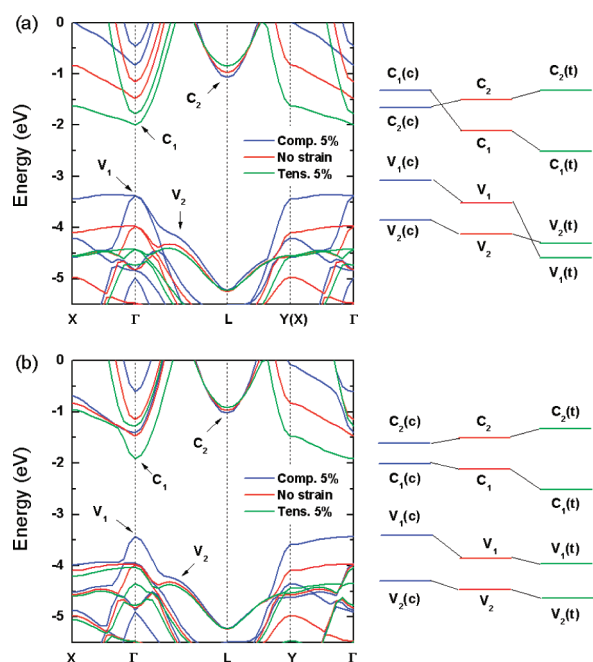 (a)
0
-1
-2
-3
-4
-5
Energy (eV)
C₂
C₁
V₁
V₂
Comp. 5%
No strain
Tens. 5%
X Γ L Y(X) Γ
C₁(c) C₂(t)
C₂
C₂(c)
C₁
C₁(t)
V₁(c)
V₁
V₂(c) V₂(t)
V₂
V₁(t)
(b)
0
-1
-2
-3
-4
-5
Energy (eV)
C₂
C₁
V₁
V₂
Comp. 5%
No strain
Tens. 5%
X Γ L Y Γ
C₂(c) C₂ C₂(t)
C₁(c) C₁
C₁(t)
V₁(c)
V₁ V₁(t)
V₂(c)
V₂ V₂(t)